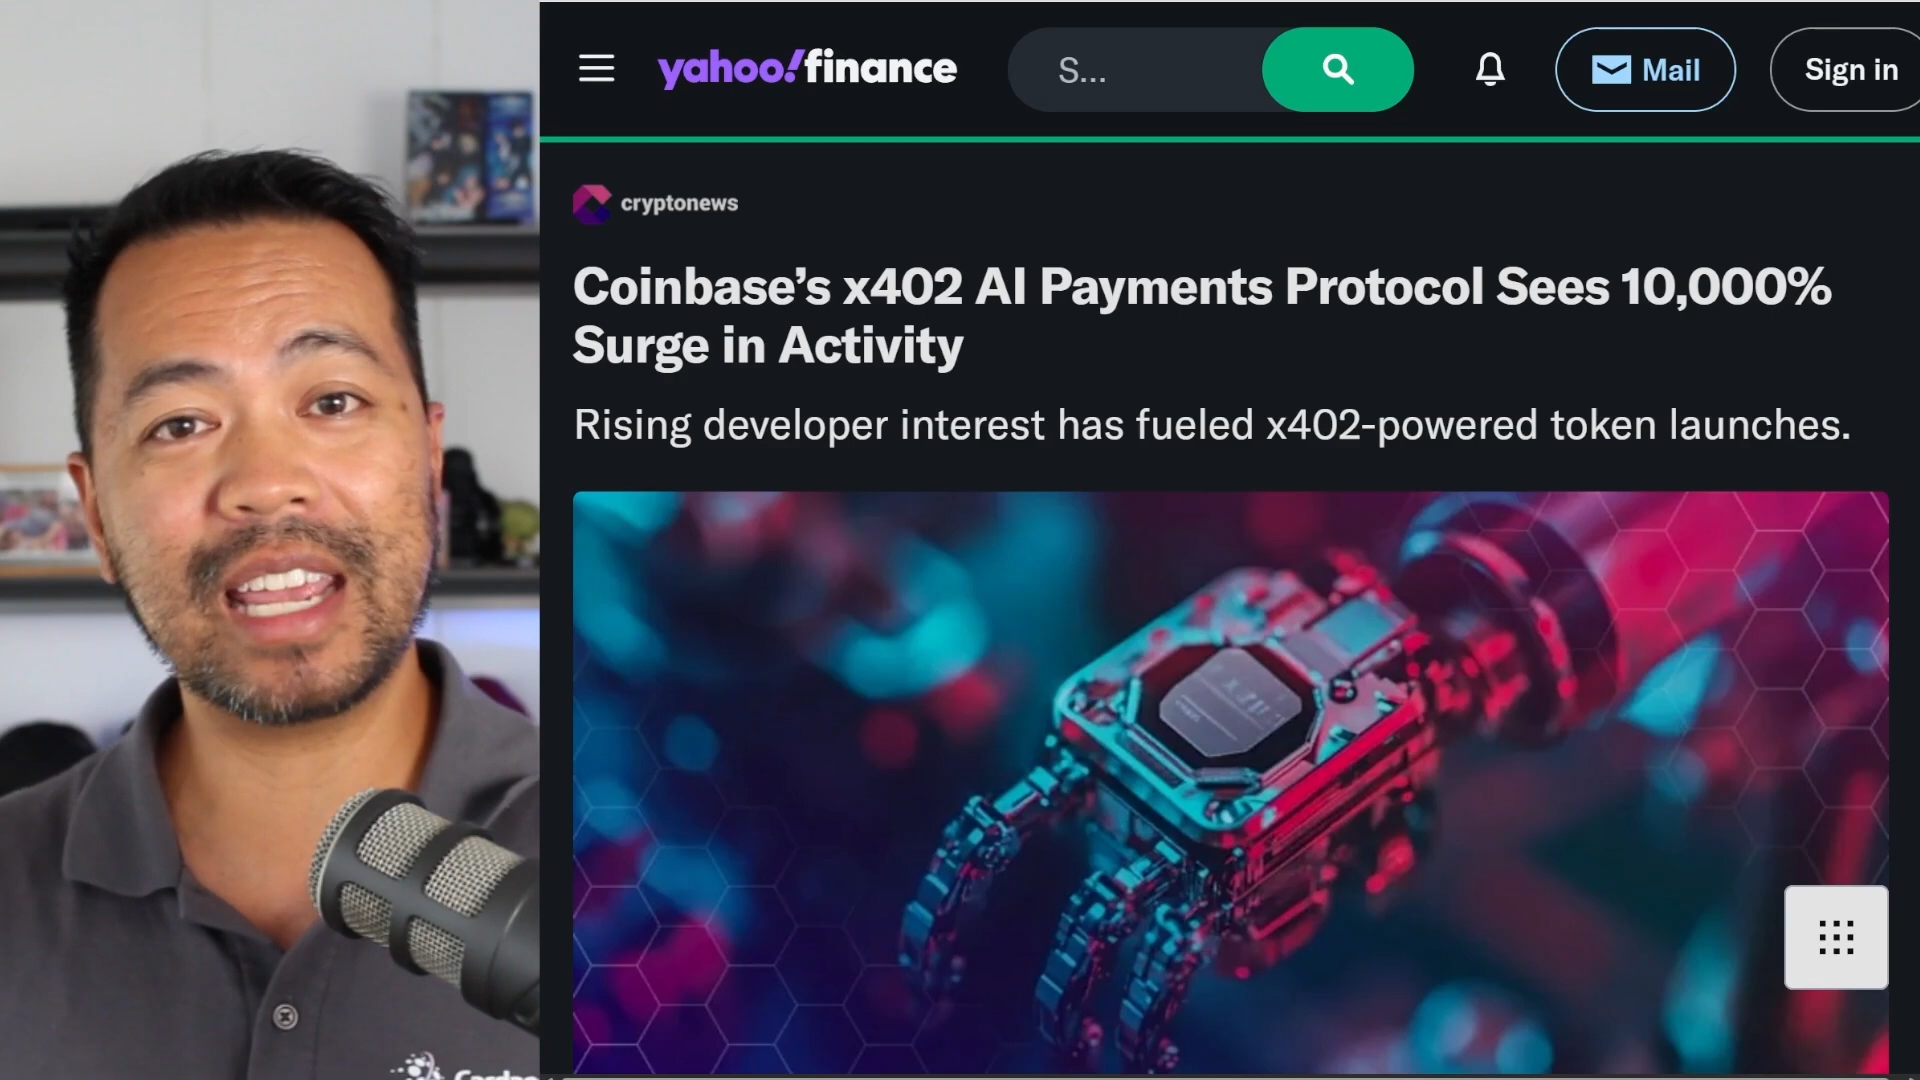 yahoo!finance
S...
Mail
Sign in
cryptonews
Coinbase’s x402 AI Payments Protocol Sees 10,000%
Surge in Activity
Rising developer interest has fueled x402-powered token launches.